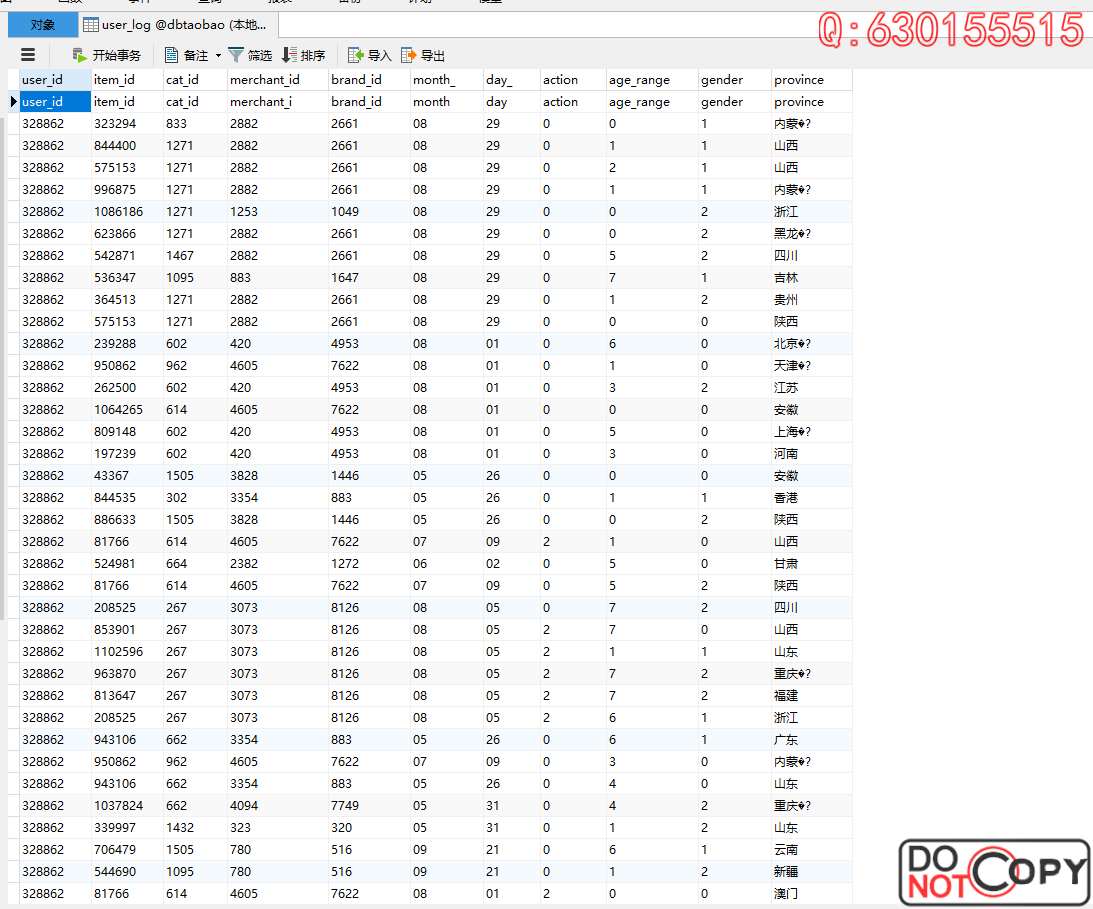 对象 user_log @dbtaobao (本地...
Q:630155515
开始事务 备注 筛选 排序 导入 导出
user_id item_id cat_id merchant_id brand_id month_ day_ action age_range gender province
user_id item_id cat_id merchant_i brand_id month day action age_range gender province
328862 323294 833 2882 2661 08 29 0 0 1 内蒙�?
328862 844400 1271 2882 2661 08 29 0 1 1 山西
328862 575153 1271 2882 2661 08 29 0 2 1 山西
328862 996875 1271 2882 2661 08 29 0 1 1 内蒙�?
328862 1086186 1271 1253 1049 08 29 0 0 2 浙江
328862 623866 1271 2882 2661 08 29 0 0 2 黑龙�?
328862 542871 1467 2882 2661 08 29 0 5 2 四川
328862 536347 1095 883 1647 08 29 0 7 1 吉林
328862 364513 1271 2882 2661 08 29 0 1 2 贵州
328862 575153 1271 2882 2661 08 29 0 0 0 陕西
328862 239288 602 420 4953 08 01 0 6 0 北京�?
328862 950862 962 4605 7622 08 01 0 1 0 天津�?
328862 262500 602 420 4953 08 01 0 3 2 江苏
328862 1064265 614 4605 7622 08 01 0 0 0 安徽
328862 809148 602 420 4953 08 01 0 5 0 上海�?
328862 197239 602 420 4953 08 01 0 3 0 河南
328862 43367 1505 3828 1446 05 26 0 0 0 安徽
328862 844535 302 3354 883 05 26 0 1 1 香港
328862 886633 1505 3828 1446 05 26 0 0 2 陕西
328862 81766 614 4605 7622 07 09 2 1 0 山西
328862 524981 664 2382 1272 06 02 0 5 0 甘肃
328862 81766 614 4605 7622 07 09 0 5 2 陕西
328862 208525 267 3073 8126 08 05 0 7 2 四川
328862 853901 267 3073 8126 08 05 2 7 0 山西
328862 1102596 267 3073 8126 08 05 2 1 1 山东
328862 963870 267 3073 8126 08 05 2 7 2 重庆�?
328862 813647 267 3073 8126 08 05 2 7 2 福建
328862 208525 267 3073 8126 08 05 2 6 1 浙江
328862 943106 662 3354 883 05 26 0 6 1 广东
328862 950862 962 4605 7622 07 09 0 3 0 内蒙�?
328862 943106 662 3354 883 05 26 0 4 0 山东
328862 1037824 662 4094 7749 05 31 0 4 2 重庆�?
328862 339997 1432 323 320 05 31 0 1 2 山东
328862 706479 1505 780 516 09 21 0 6 1 云南
328862 544690 1095 780 516 09 21 0 1 2 新疆
328862 81766 614 4605 7622 08 01 2 0 0 澳门
DO NOT COPY